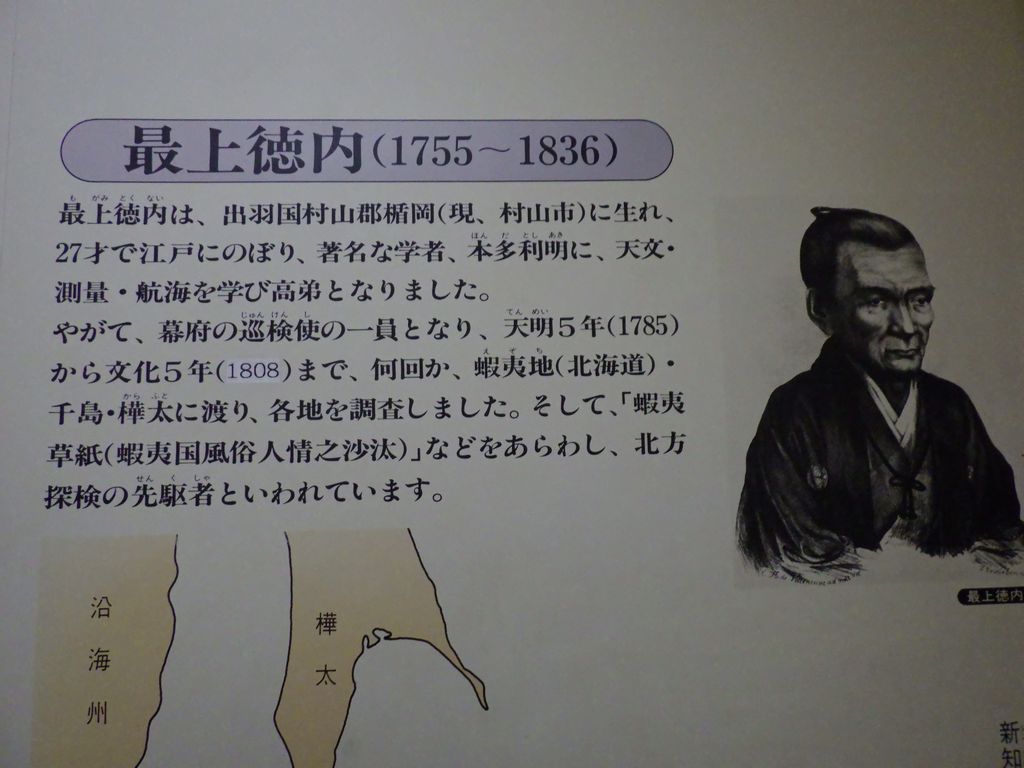 最上徳内(1755～1836)
最上徳内は、出羽国村山郡楯岡(現、村山市)に生れ、
27才で江戸にのぼり、著名な学者、本多利明に、天文・
測量・航海を学び高弟となりました。
やがて、幕府の巡検使の一員となり、天明5年(1785)
から文化5年(1808)まで、何回か、蝦夷地(北海道)・
千島・樺太に渡り、各地を調査しました。そして、「蝦夷
草紙(蝦夷国風俗人情之沙汰)」などをあらわし、北方
探検の先駆者といわれています。
沿海州
樺太
最上徳内
新
知